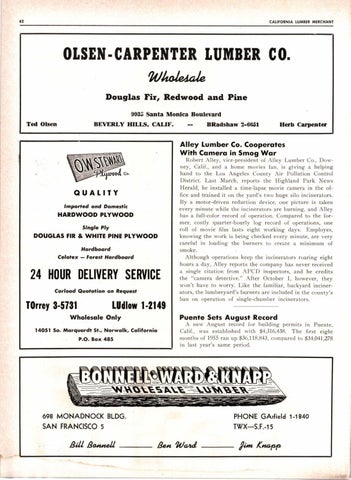 62
CALIFORNIA LUMBER MERCHANT
OLSEN-CARPENTER LUMBER CO.
Wholesale
Douglas Fir, Redwood and Pine
9935 Santa Monica Boulevard
Ted Olsen
BEVERLY HILLS, CALIF. -- BRadshaw 2-6651
Herb Carpenter
OW STEWART
Plywood Co.
QUALITY
Imported and Domestic
HARDWOOD PLYWOOD
Single Ply
DOUGLAS FIR & WHITE PINE PLYWOOD
Hardboard
Celotex — Forest Hardboard
24 HOUR DELIVERY SERVICE
Carload Quotation on Request
TOrrey 3-5731 LUdlow 1-2149
Wholesale Only
14051 So. Marquardt St., Norwalk, California
P.O. Box 485
Alley Lumber Co. Cooperates
With Camera in Smog War
Robert Alley, vice-president of Alley Lumber Co., Dow-
ney, Calif., and a home movies fan, is giving a helping
hand to the Los Angeles County Air Pollution Control
District. Last March, reports the Highland Park News
Herald, he installed a time-lapse movie camera in the of-
fice and trained it on the yard's two huge silo incinerators.
By a motor-driven reduction device, one picture is taken
every minute while the incinerators are burning, and Alley
has a full-color record of operation. Compared to the for-
mer, costly quarter-hourly log record of operations, one
roll of movie film lasts eight working days. Employes,
knowing the work is being checked every minute, are very
careful in loading the burners to create a minimum of
smoke.
Although operations keep the incinerators roaring eight
hours a day, Alley reports the company has never received
a single citation from APCD inspectors, and he credits
the "camera detective." After October 1, however, they
won't have to worry. Like the familiar, backyard inciner-
ators, the lumberyard's burners are included in the county's
ban on operation of single-chamber incinerators.
Puente Sets August Record
A new August record for building permits in Puente,
Calif., was established with $4,316,438. The first eight
months of 1955 ran up $36,118,843, compared to $34,041,278
in last year's same period.
BONNELL-WARD & KNAPP
WHOLESALE LUMBER
698 MONADNOCK BLDG.
SAN FRANCISCO 5
PHONE GArfield 1-1840
TWX—S.F.-15
Bill Bonnell — Ben Ward — Jim Knapp